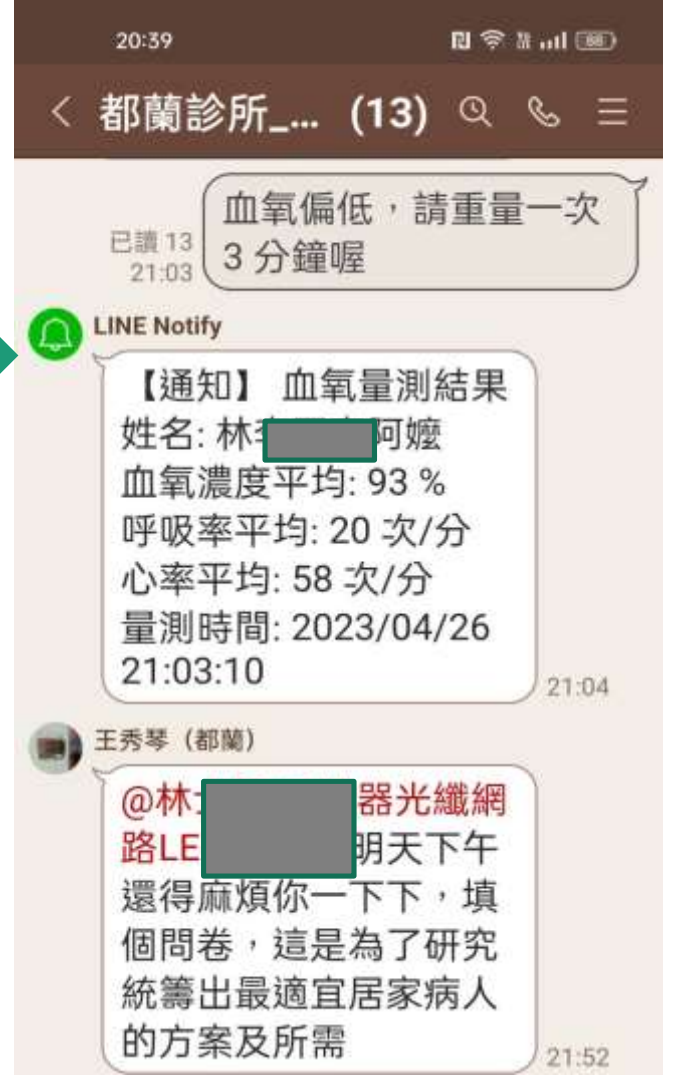 20:39
88
都蘭診所_... (13)
血氧偏低，請重量一次
3 分鐘喔
已讀 13
21:03
LINE Notify
【通知】 血氧量測結果
姓名: 林 阿嬤
血氧濃度平均: 93 %
呼吸率平均: 20 次/分
心率平均: 58 次/分
量測時間: 2023/04/26
21:03:10
21:04
王秀琴（都蘭）
@林 器光纖網
路LE 明天下午
還得麻煩你一下下，填
個問卷，這是為了研究
統籌出最適宜居家病人
的方案及所需
21:52